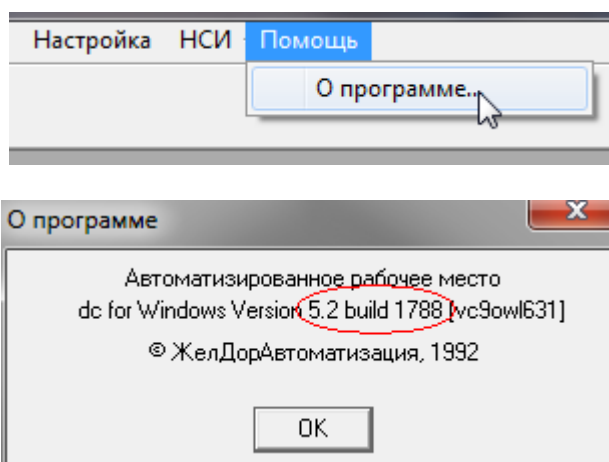 Настройка НСИ Помощь
О программе...
О программе
Автоматизированное рабочее место
dc for Windows Version 5.2 build 1788 [vc9owl631]
© ЖелДорАвтоматизация, 1992
OK